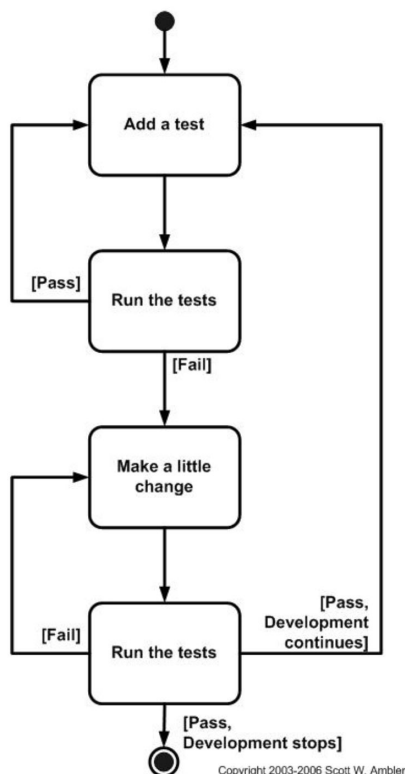 Add a test
[Pass]
Run the tests
[Fail]
Make a little
change
[Fail]
Run the tests
[Pass,
Development
continues]
[Pass,
Development stops]
Copyright 2003-2006 Scott W. Ambler